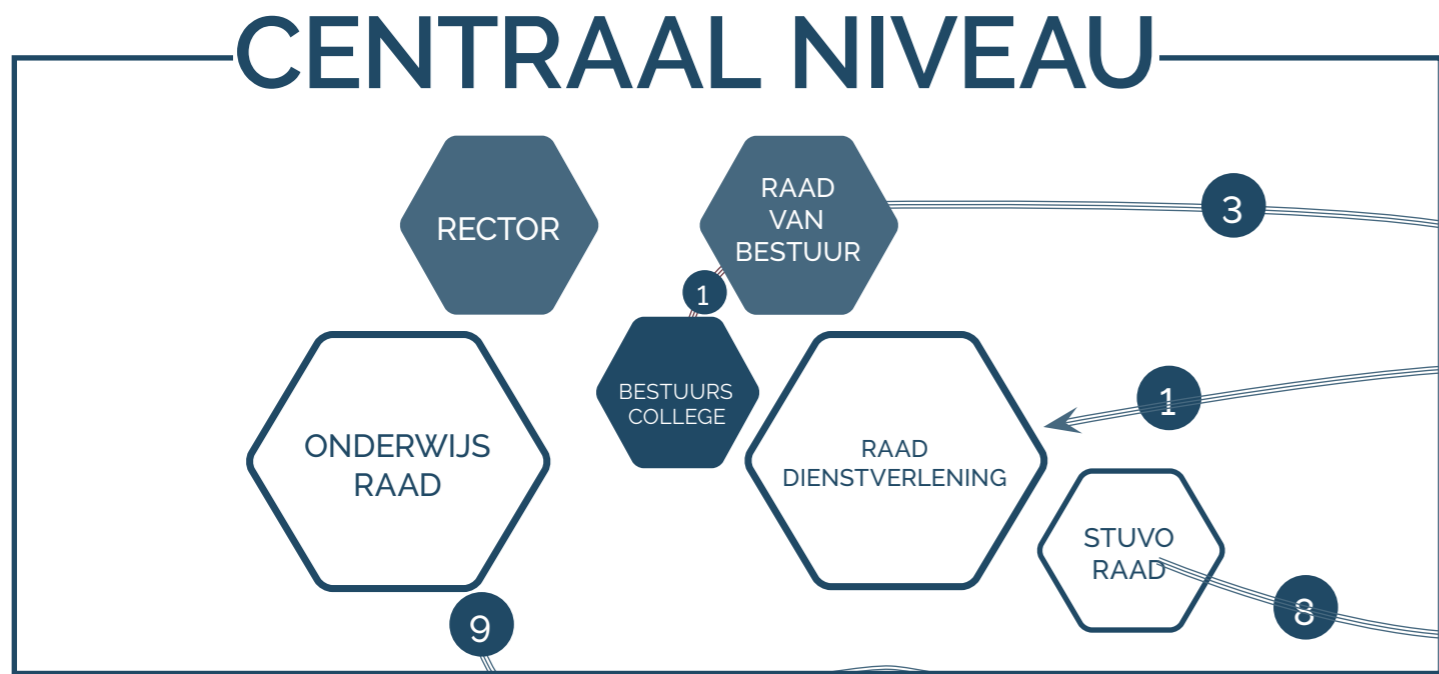 CENTRAAL NIVEAU
RECTOR
RAAD
VAN
BESTUUR
3
1
BESTUURS
COLLEGE
1
ONDERWIJS
RAAD
RAAD
DIENSTVERLENING
STUVO
RAAD
9
8